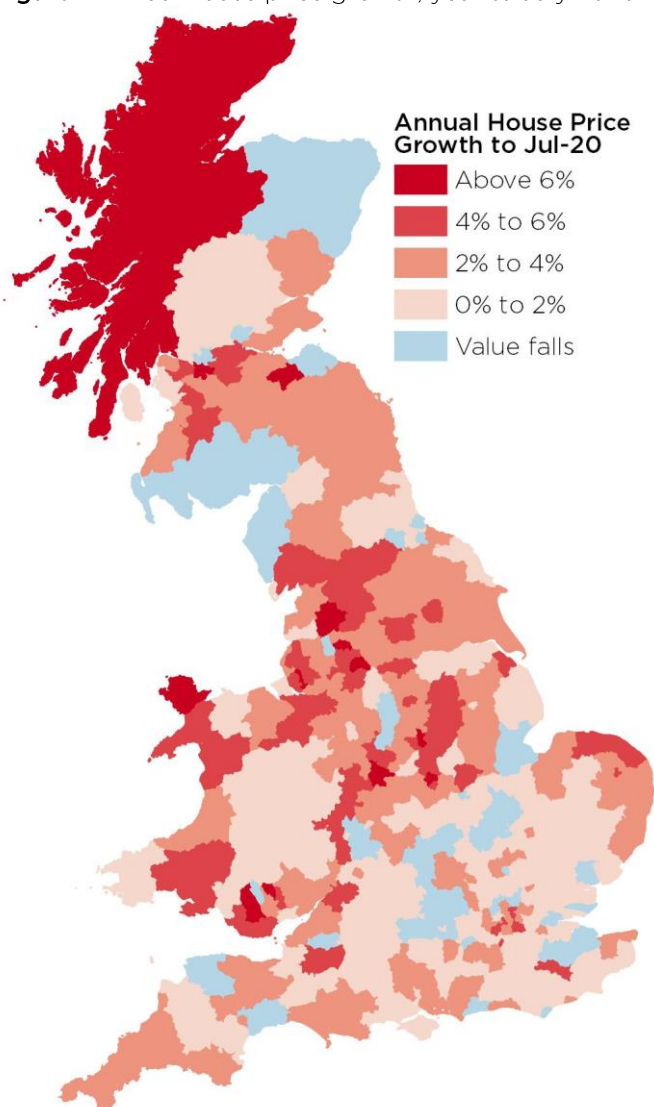 Annual House Price
Growth to Jul-20
Above 6%
4% to 6%
2% to 4%
0% to 2%
Value falls